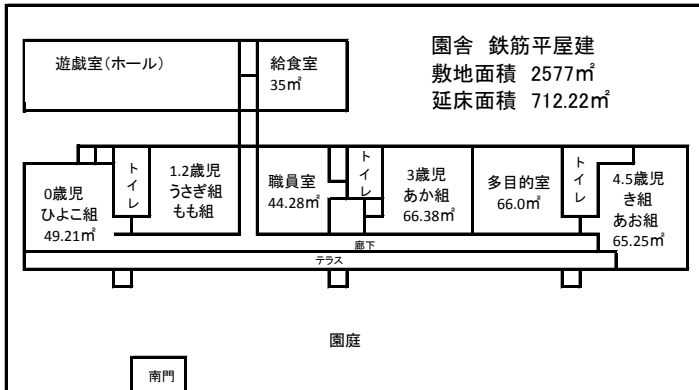 園舎 鉄筋平屋建
敷地面積 2577㎡
延床面積 712.22㎡
遊戯室(ホール)
給食室
35㎡
0歳児
ひよこ組
49.21㎡
トイレ
1.2歳児
うさぎ組
もも組
職員室
44.28㎡
トイレ
3歳児
あか組
66.38㎡
多目的室
66.0㎡
トイレ
4.5歳児
き組
あお組
65.25㎡
廊下
テラス
園庭
南門